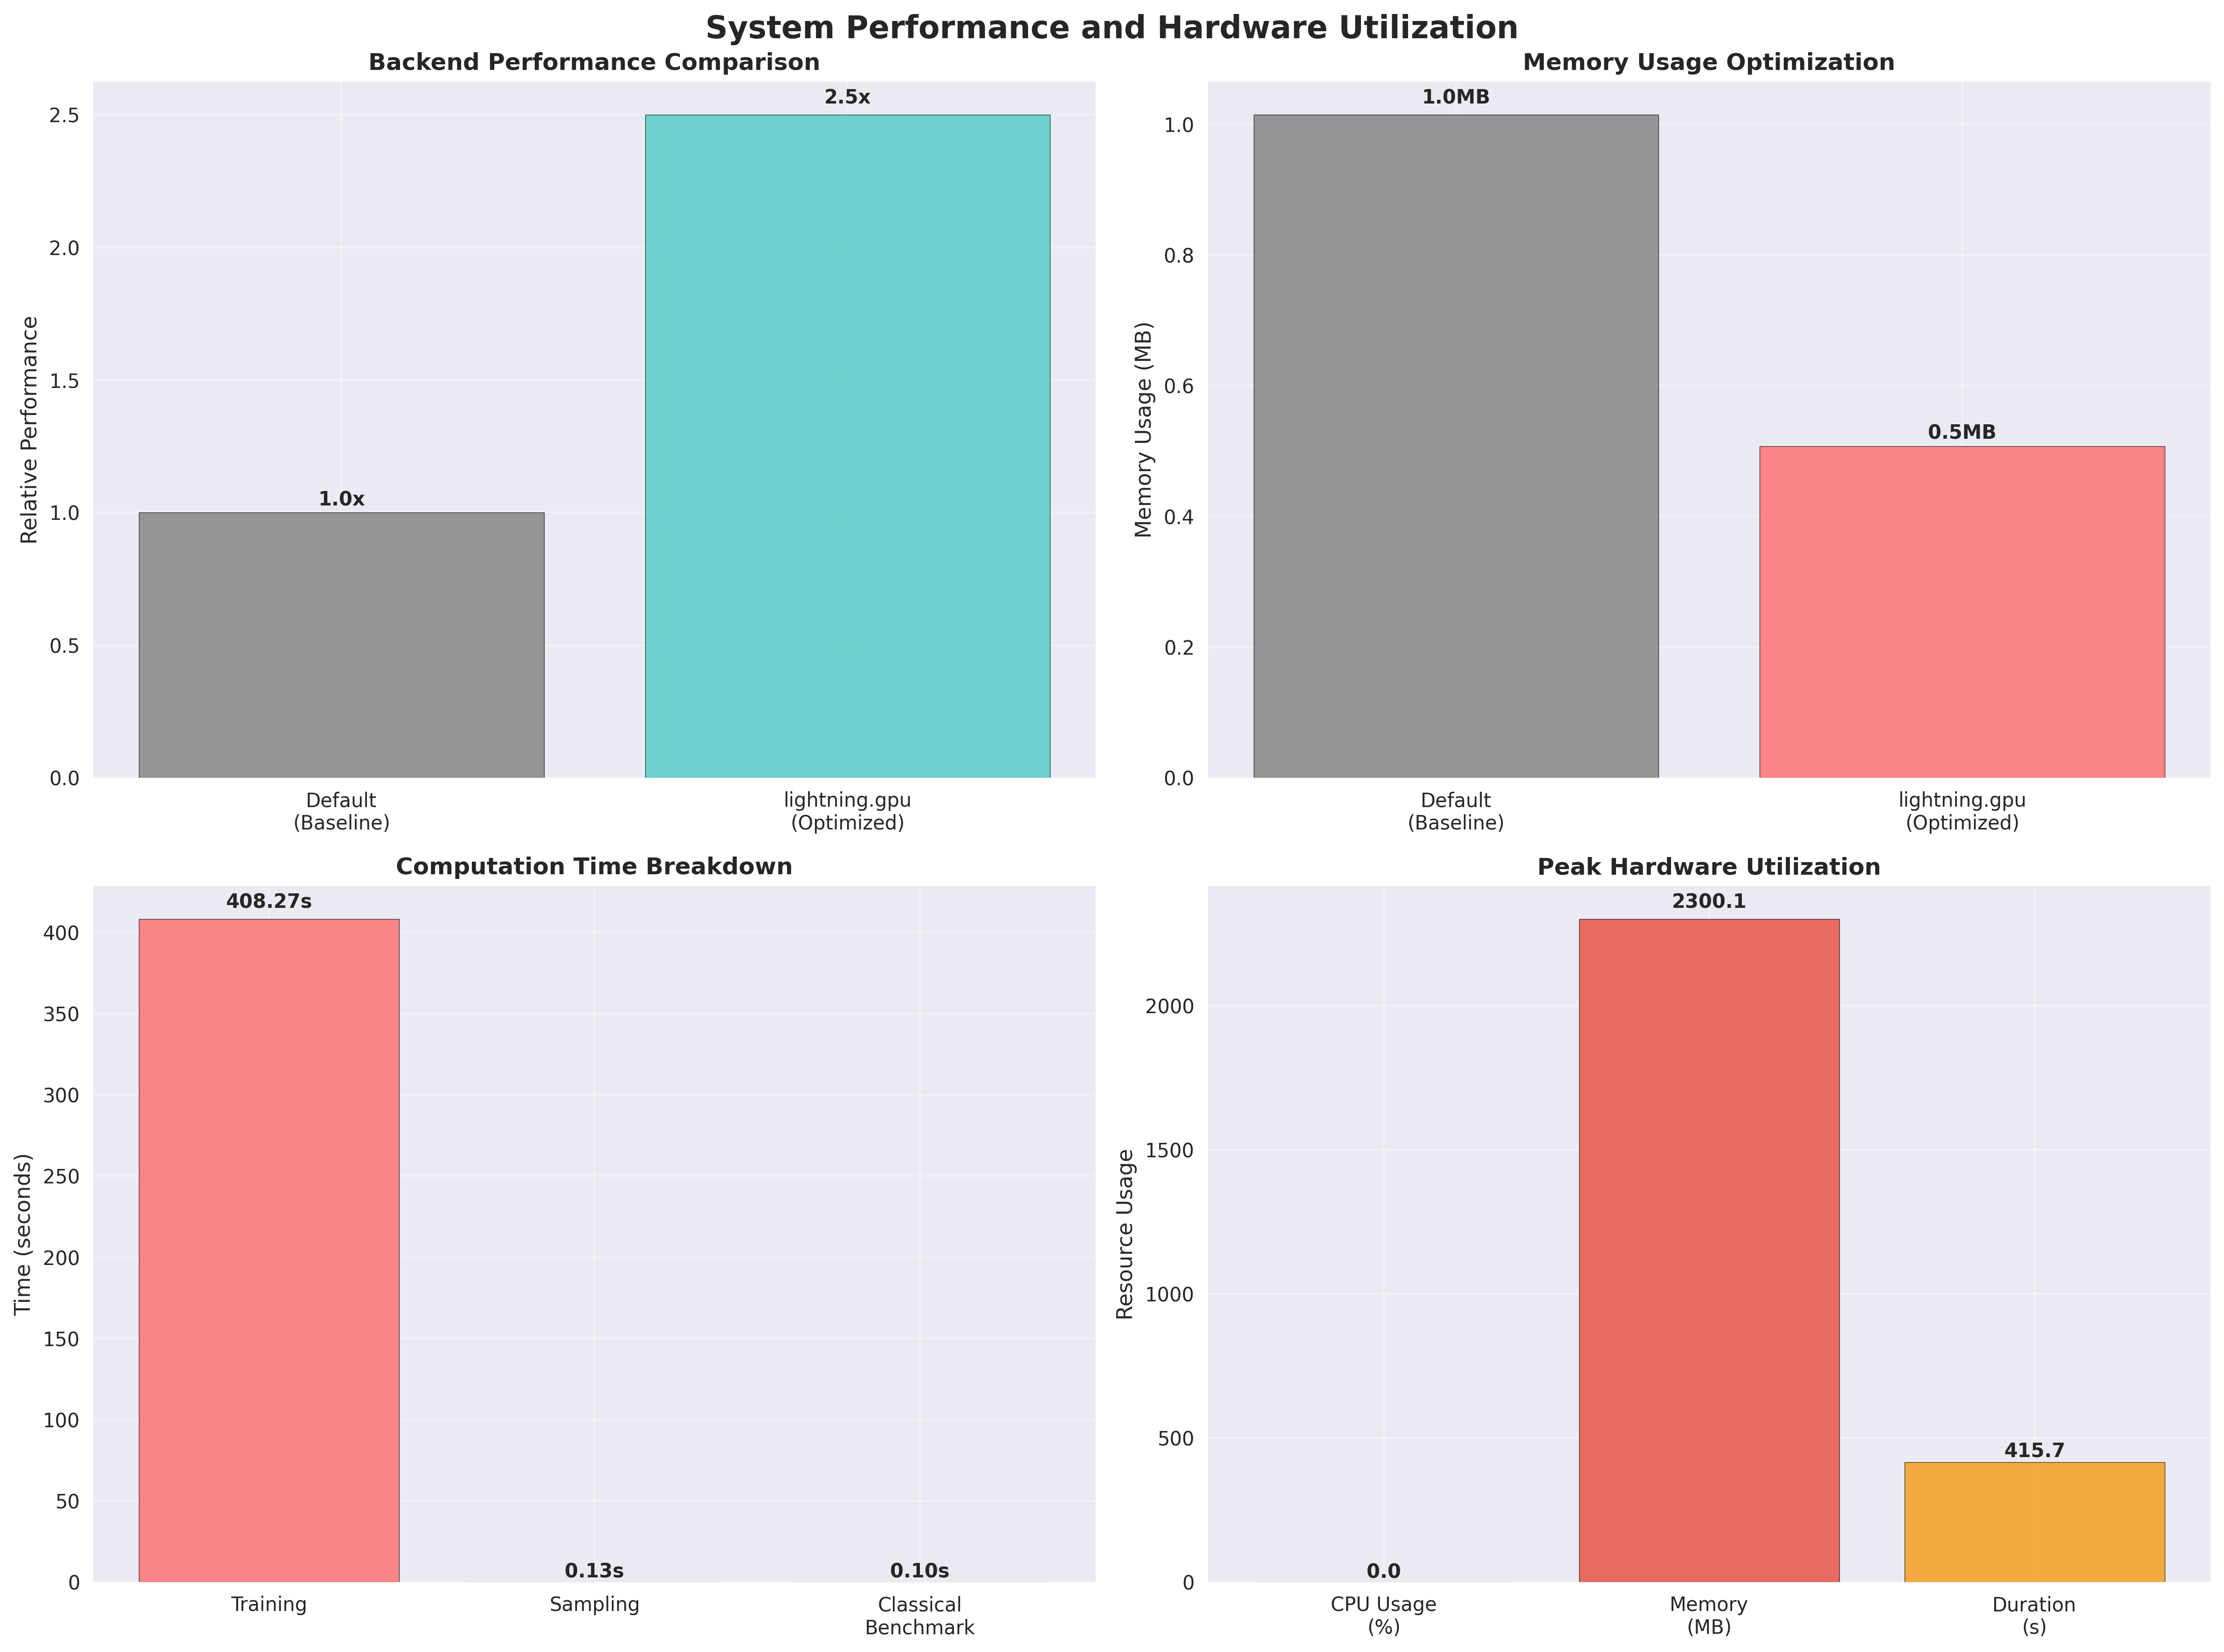 System Performance and Hardware Utilization
Backend Performance Comparison
Relative Performance
2.5
2.0
1.5
1.0
0.5
0.0
1.0x
2.5x
Default
(Baseline)
lightning.gpu
(Optimized)
Memory Usage Optimization
Memory Usage (MB)
1.0
0.8
0.6
0.4
0.2
0.0
1.0MB
0.5MB
Default
(Baseline)
lightning.gpu
(Optimized)
Computation Time Breakdown
Time (seconds)
400
350
300
250
200
150
100
50
0
408.27s
0.13s
0.10s
Training
Sampling
Classical
Benchmark
Peak Hardware Utilization
Resource Usage
2000
1500
1000
500
0
0.0
2300.1
415.7
CPU Usage
(%)
Memory
(MB)
Duration
(s)